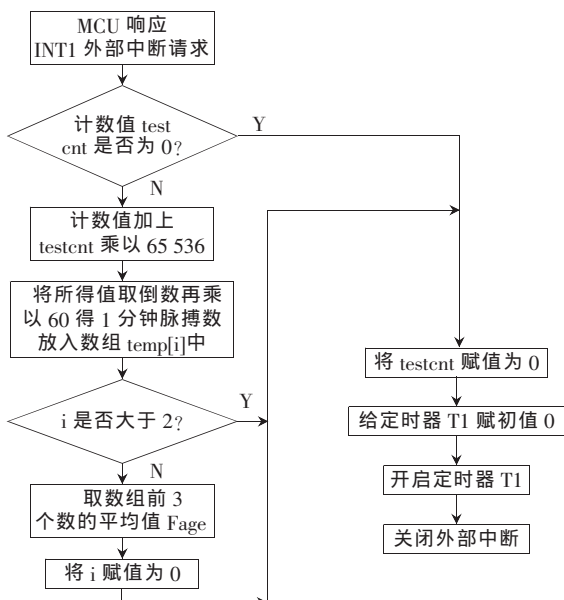 MCU 响应
INT1 外部中断请求
计数值 test
cnt 是否为 0?
Y
N
计数值加上
testcnt 乘以 65 536
将所得值取倒数再乘
以 60 得 1 分钟脉搏数
放入数组 temp[i]中
i 是否大于 2?
Y
N
取数组前 3
个数的平均值 Fage
将 i 赋值为 0
将 testcnt 赋值为 0
给定时器 T1 赋初值 0
开启定时器 T1
关闭外部中断